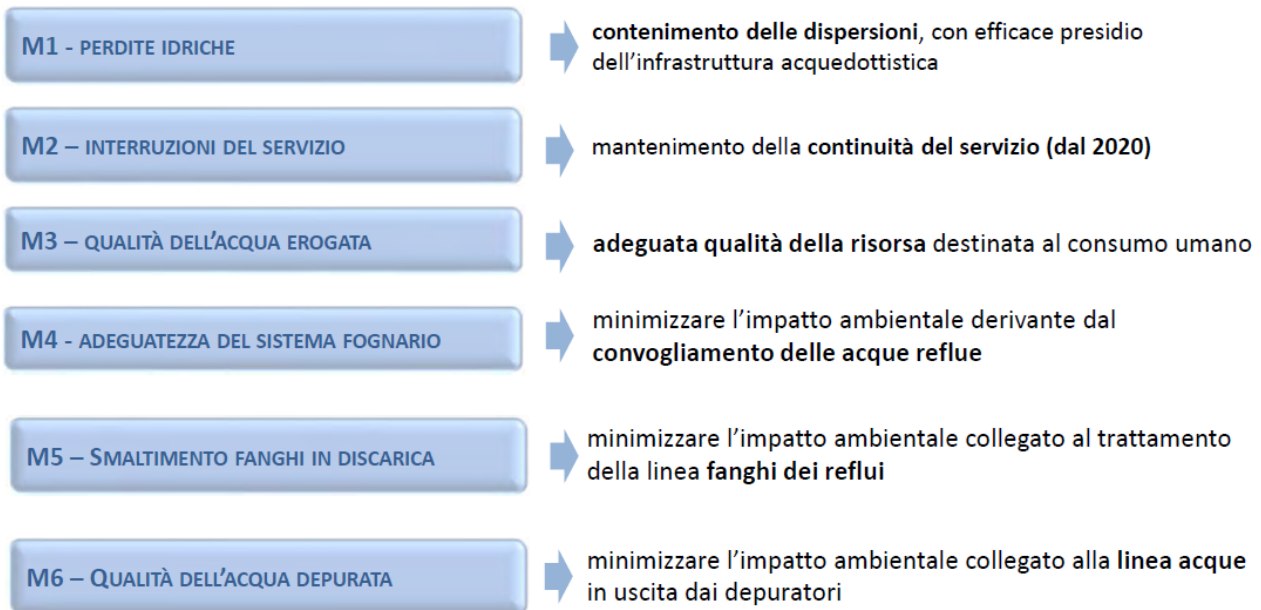 M1 - PERDITE IDRICHE
contenimento delle dispersioni, con efficace presidio
dell'infrastruttura acquedottistica
M2 – INTERRUZIONI DEL SERVIZIO
mantenimento della continuità del servizio (dal 2020)
M3 – QUALITÀ DELL'ACQUA EROGATA
adeguata qualità della risorsa destinata al consumo umano
M4 - ADEGUATEZZA DEL SISTEMA FOGNARIO
minimizzare l'impatto ambientale derivante dal
convogliamento delle acque reflue
M5 – SMALTIMENTO FANGHI IN DISCARICA
minimizzare l'impatto ambientale collegato al trattamento
della linea fanghi dei reflui
M6 – QUALITÀ DELL'ACQUA DEPURATA
minimizzare l'impatto ambientale collegato alla linea acque
in uscita dai depuratori